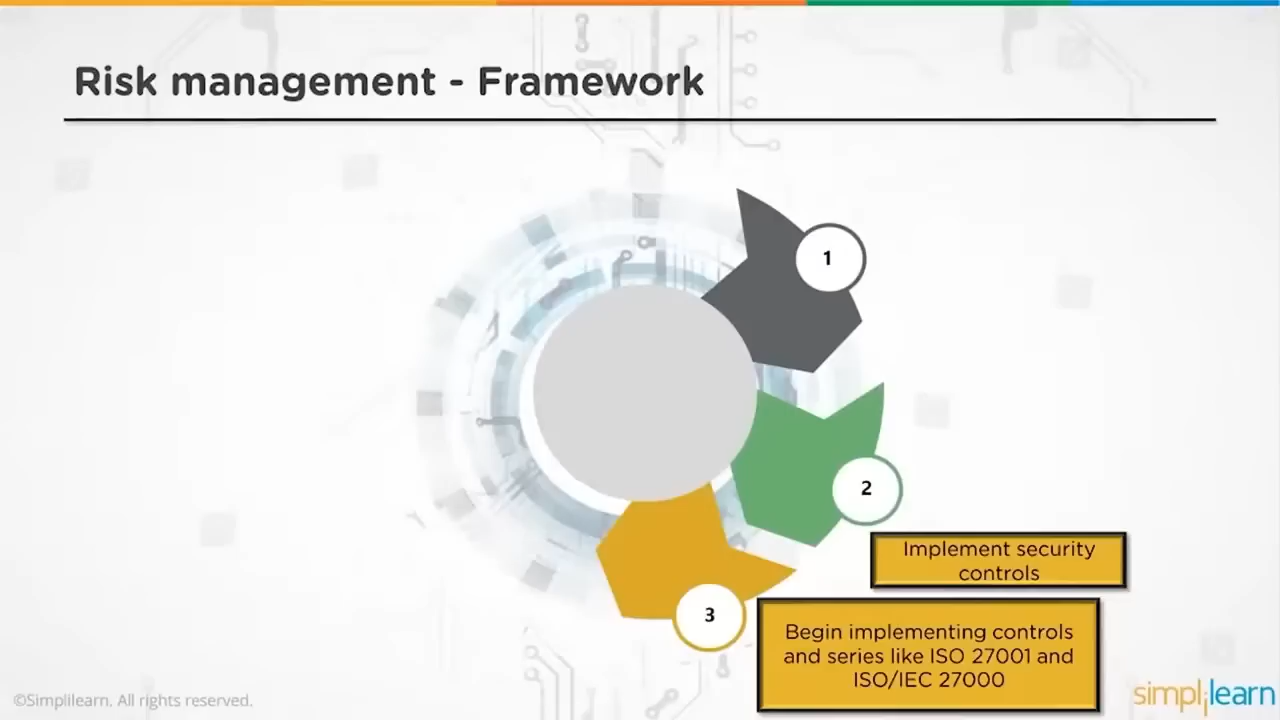 Risk management - Framework
1
2
Implement security
controls
3
Begin implementing controls
and series like ISO 27001 and
ISO/IEC 27000
©Simplilearn. All rights reserved.
simplilearn